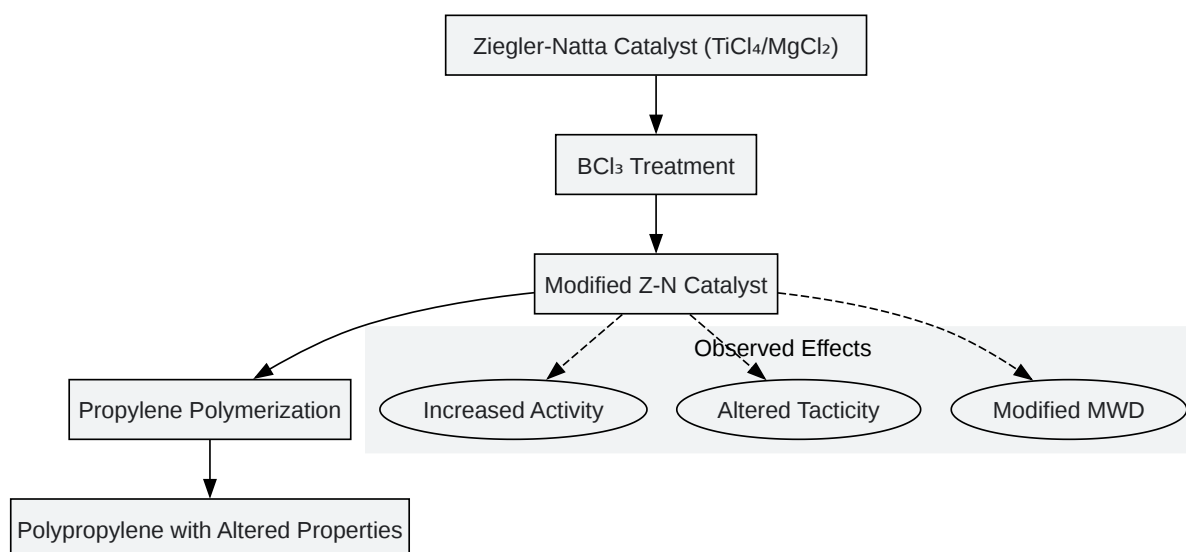 Ziegler-Natta Catalyst (TiCl₄/MgCl₂)
BCl₃ Treatment
Modified Z-N Catalyst
Observed Effects
Propylene Polymerization
Increased Activity
Altered Tacticity
Modified MWD
Polypropylene with Altered Properties